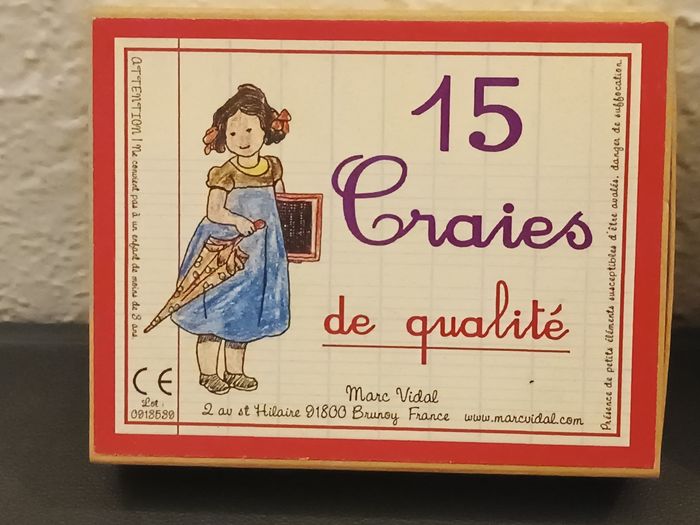 15
Craies
de qualité
Marc Vidal
2 av st Hilaire 91800 Brunoy France www.marcvidal.com
ATTENTION ! Ne convient pas à un enfant de moins de 3 ans
CE
Lot :
0918539
Présence de petits éléments susceptibles d'être avalés, danger de suffocation